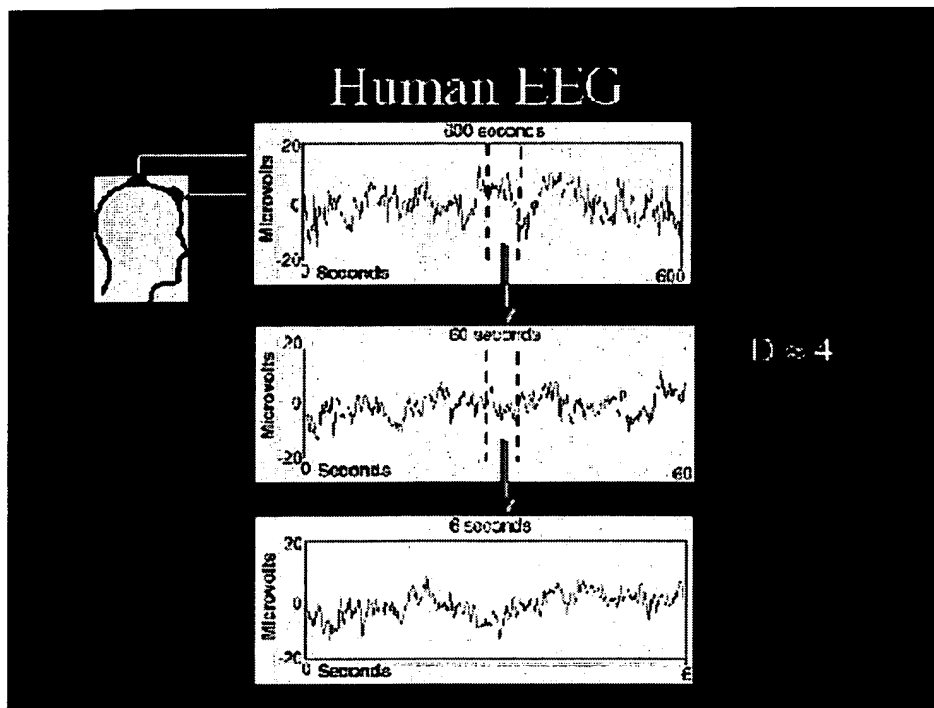 Human EEG
600 seconds
20
Microvolts
0
-20
0 Seconds 600
60 seconds
20
Microvolts
0
-20
0 Seconds 60
D ≈ 4
6 seconds
20
Microvolts
0
-20
0 Seconds 6